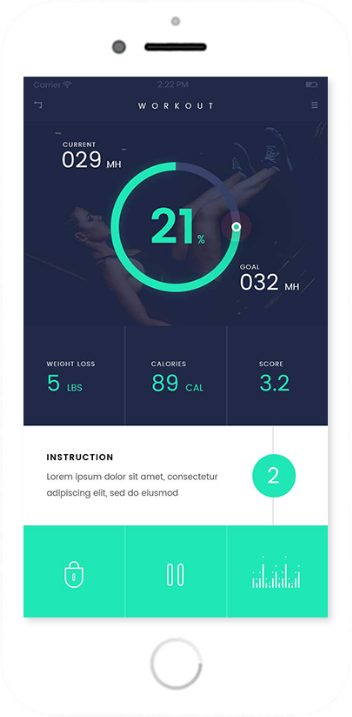 Carrier 2:23 PM
WORKOUT
CURRENT
029 MH
21 %
GOAL
032 MH
WEIGHT LOSS CALORIES SCORE
5 LBS 89 CAL 3.2
INSTRUCTION
Lorem ipsum dolor sit amet, consectetur
adipiscing elit, sed do eiusmod
2